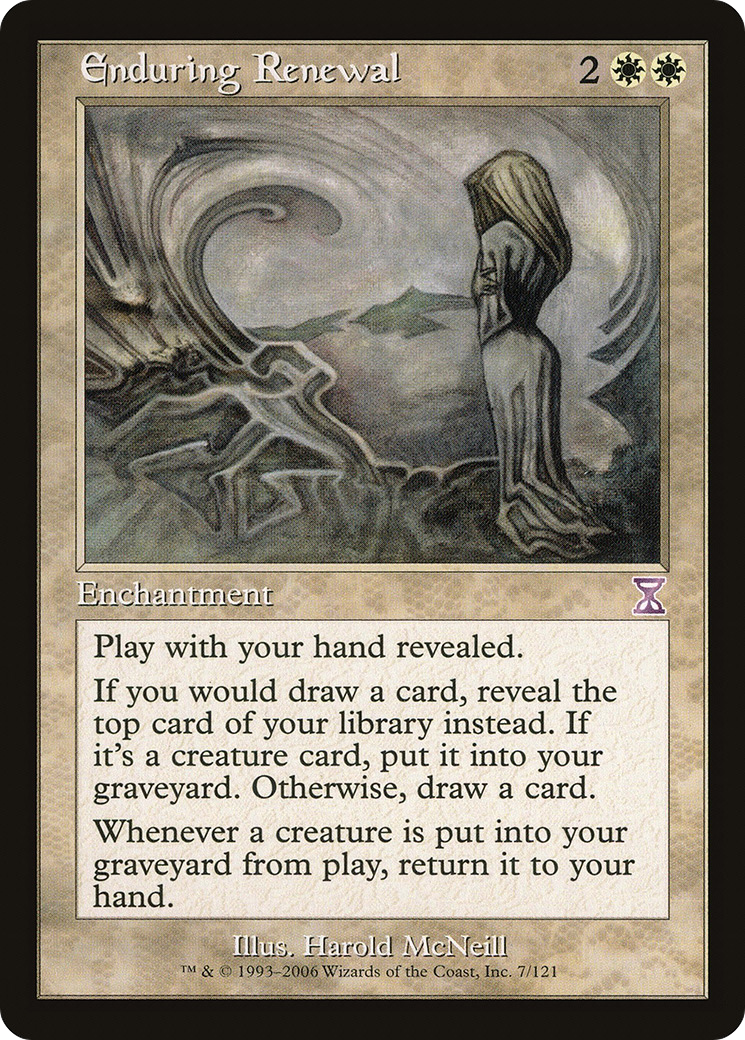 Enduring Renewal 2
Enchantment
Play with your hand revealed.
If you would draw a card, reveal the
top card of your library instead. If
it's a creature card, put it into your
graveyard. Otherwise, draw a card.
Whenever a creature is put into your
graveyard from play, return it to your
hand.
Illus. Harold McNeill
™ & © 1993–2006 Wizards of the Coast, Inc. 7/121